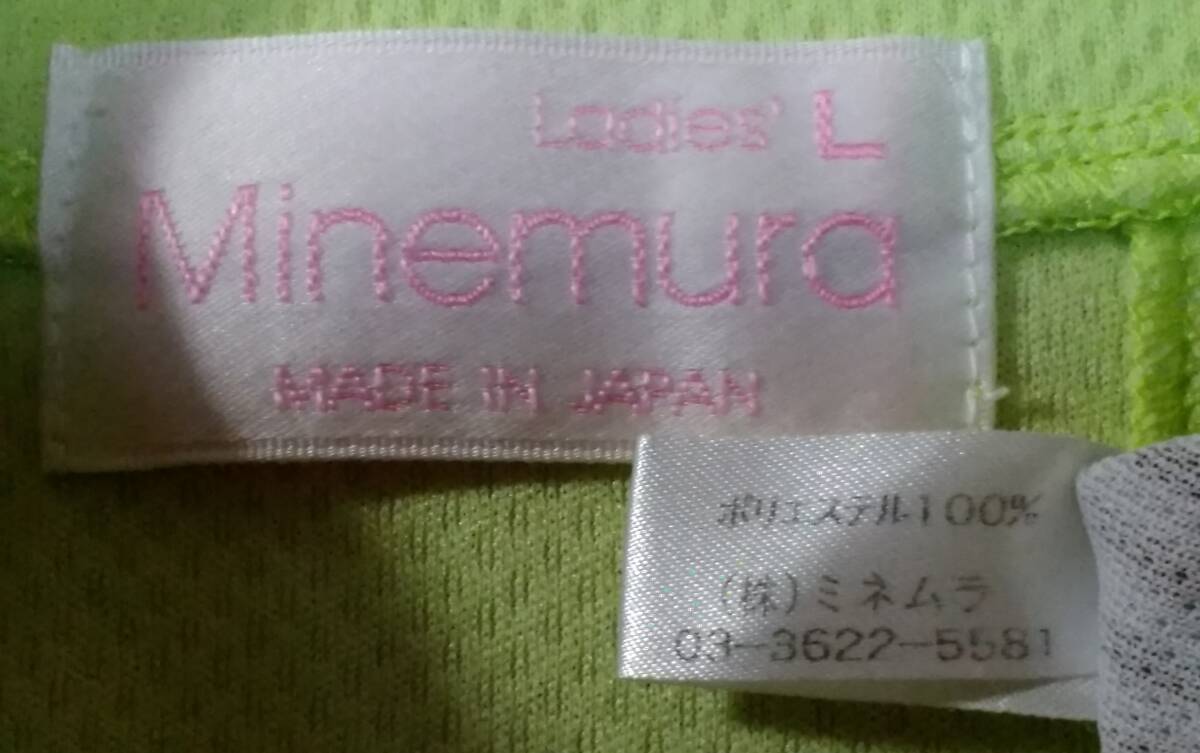 Ladies' L
Minemura
MADE IN JAPAN
ポリエステル100%
(株)ミネムラ
03-3622-5581